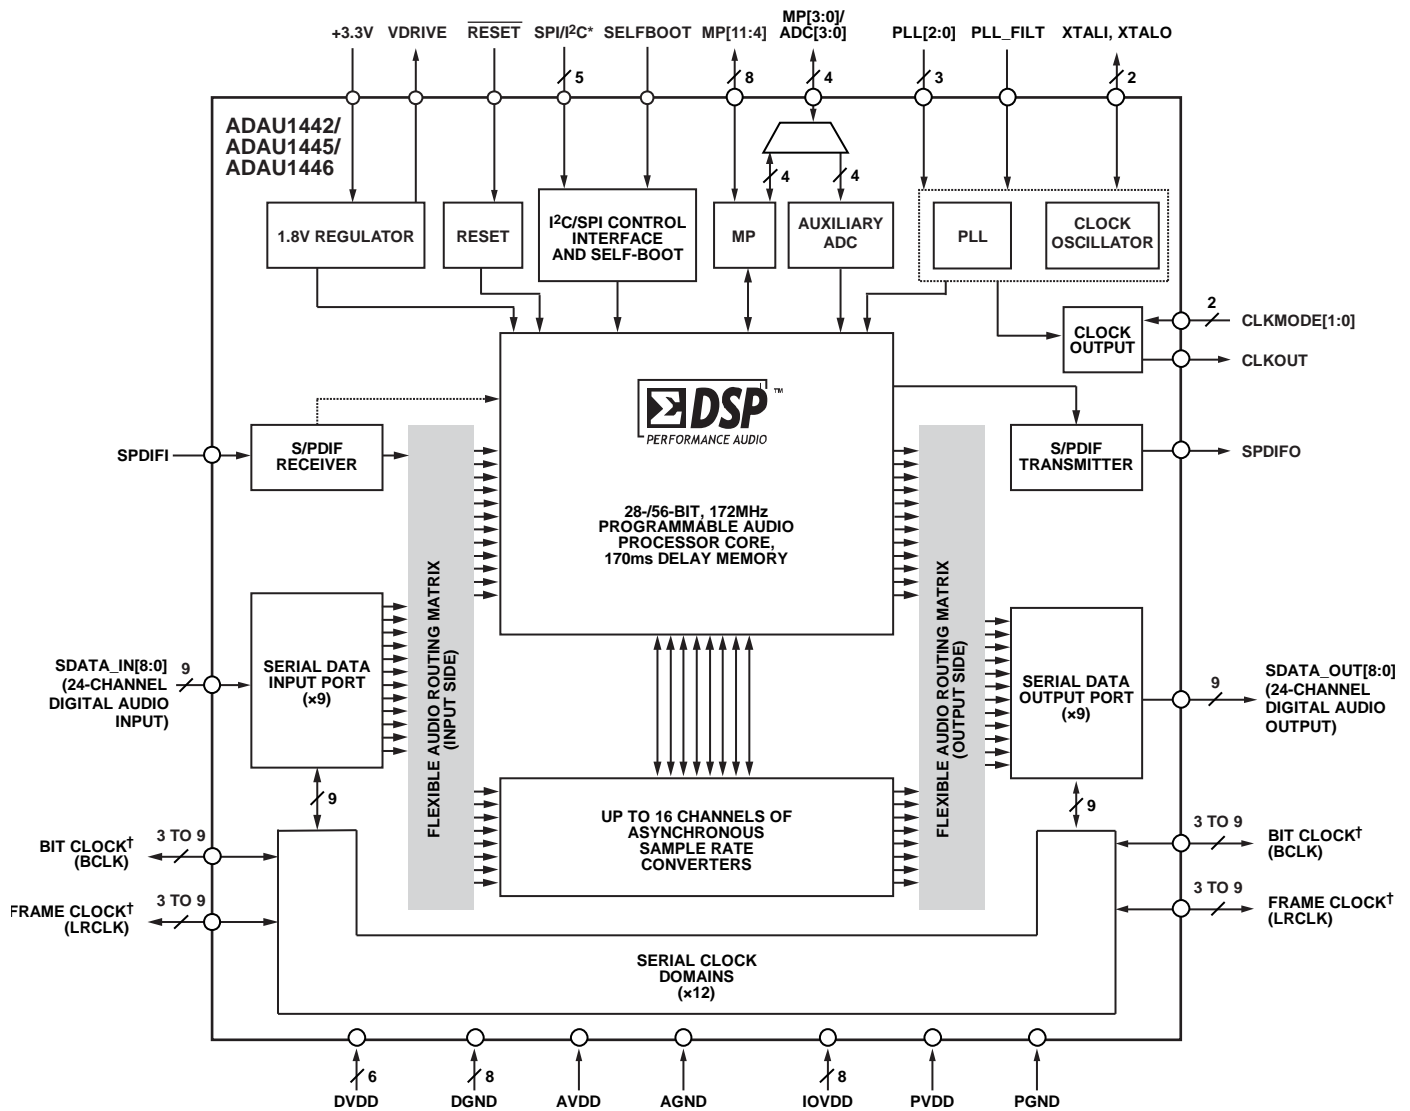 +3.3V
VDRIVE
RESET
SPI/I²C*
SELFBOOT
MP[11:4]
MP[3:0]/
ADC[3:0]
PLL[2:0]
PLL_FILT
XTALI, XTALO
5
8
4
3
2
ADAU1442/
ADAU1445/
ADAU1446
4
4
1.8V REGULATOR
RESET
I²C/SPI CONTROL
INTERFACE
AND SELF-BOOT
MP
AUXILIARY
ADC
PLL
CLOCK
OSCILLATOR
CLOCK
OUTPUT
2
CLKMODE[1:0]
CLKOUT
ΣDSP™
PERFORMANCE AUDIO
28-/56-BIT, 172MHz
PROGRAMMABLE AUDIO
PROCESSOR CORE,
170ms DELAY MEMORY
SPDIFI
S/PDIF
RECEIVER
S/PDIF
TRANSMITTER
SPDIFO
SDATA_IN[8:0]
(24-CHANNEL
DIGITAL AUDIO
INPUT)
9
SERIAL DATA
INPUT PORT
(×9)
FLEXIBLE AUDIO ROUTING MATRIX
(INPUT SIDE)
FLEXIBLE AUDIO ROUTING MATRIX
(OUTPUT SIDE)
SERIAL DATA
OUTPUT PORT
(×9)
9
SDATA_OUT[8:0]
(24-CHANNEL
DIGITAL AUDIO
OUTPUT)
9
9
UP TO 16 CHANNELS OF
ASYNCHRONOUS
SAMPLE RATE
CONVERTERS
BIT CLOCK†
(BCLK)
3 TO 9
FRAME CLOCK†
(LRCLK)
3 TO 9
3 TO 9
BIT CLOCK†
(BCLK)
3 TO 9
FRAME CLOCK†
(LRCLK)
SERIAL CLOCK
DOMAINS
(×12)
6
8
8
DVDD
DGND
AVDD
AGND
IOVDD
PVDD
PGND